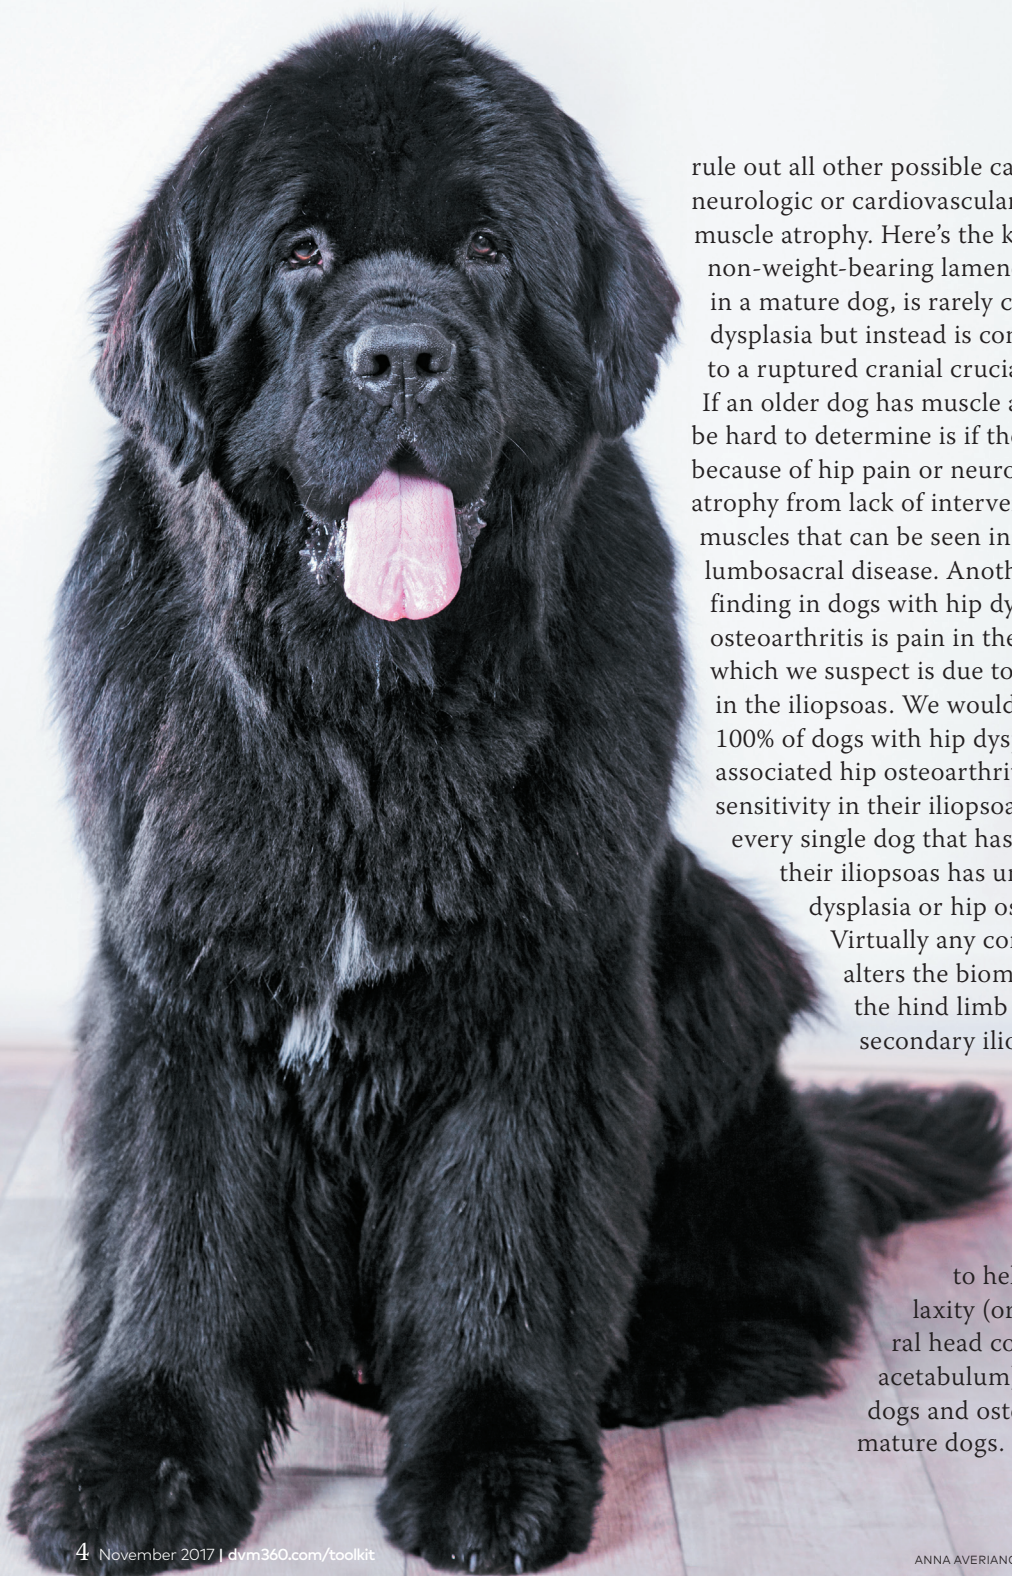 rule out all other possible ca
neurologic or cardiovascular
muscle atrophy. Here’s the k
non-weight-bearing lamen
in a mature dog, is rarely c
dysplasia but instead is con
to a ruptured cranial crucia
If an older dog has muscle a
be hard to determine is if the
because of hip pain or neuro
atrophy from lack of interve
muscles that can be seen in
lumbosacral disease. Anoth
finding in dogs with hip dy
osteoarthritis is pain in the
which we suspect is due to
in the iliopsoas. We would
100% of dogs with hip dys
associated hip osteoarthrit
sensitivity in their iliopsoa
every single dog that has
their iliopsoas has un
dysplasia or hip os
Virtually any con
alters the biom
the hind limb
secondary ilio
to hel
laxity (or
ral head co
acetabulum
dogs and oste
mature dogs.
4 November 2017 | dvm360.com/toolkit
ANNA AVERIANO